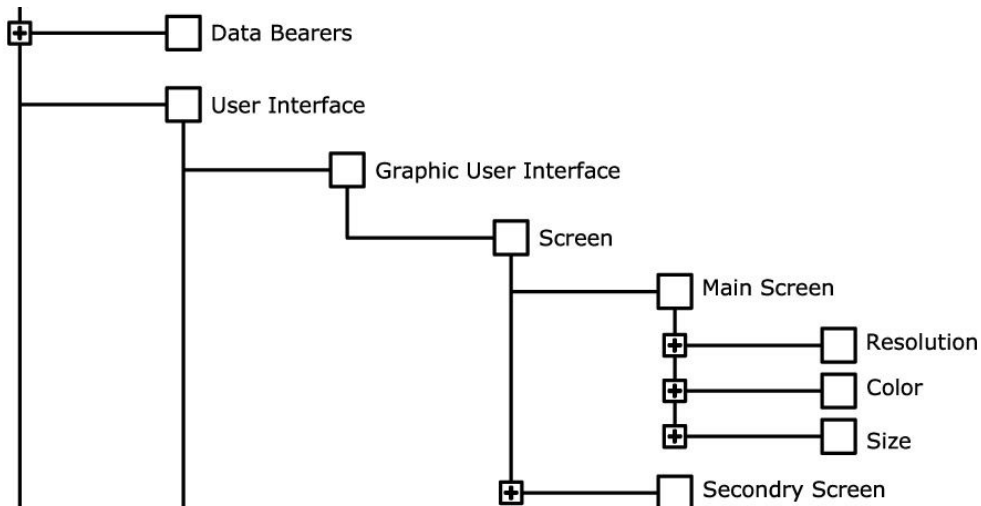 Data Bearers
User Interface
Graphic User Interface
Screen
Main Screen
Resolution
Color
Size
Secondry Screen